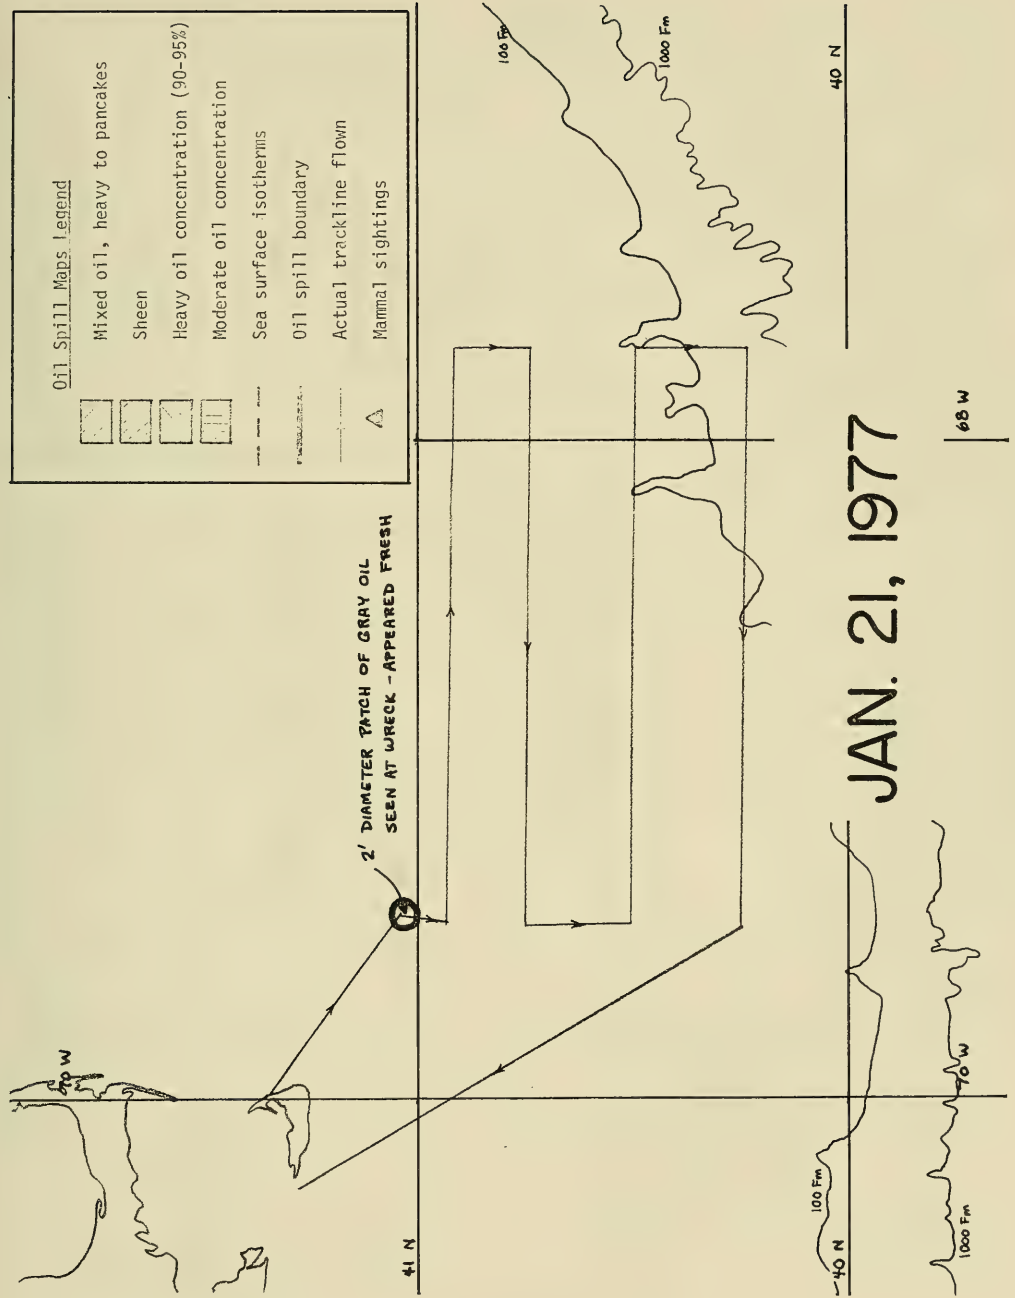 Oil Spill Maps Legend
Mixed oil, heavy to pancakes
Sheen
Heavy oil concentration (90-95%)
Moderate oil concentration
Sea surface isotherms
Oil spill boundary
Actual trackline flown
Mammal sightings
70 W
2' DIAMETER PATCH OF GRAY OIL
SEEN AT WRECK - APPEARED FRESH
41 N
100 Fm
1000 Fm
40 N
68 W
JAN. 21, 1977
100 Fm
40 N
1000 Fm
70 W